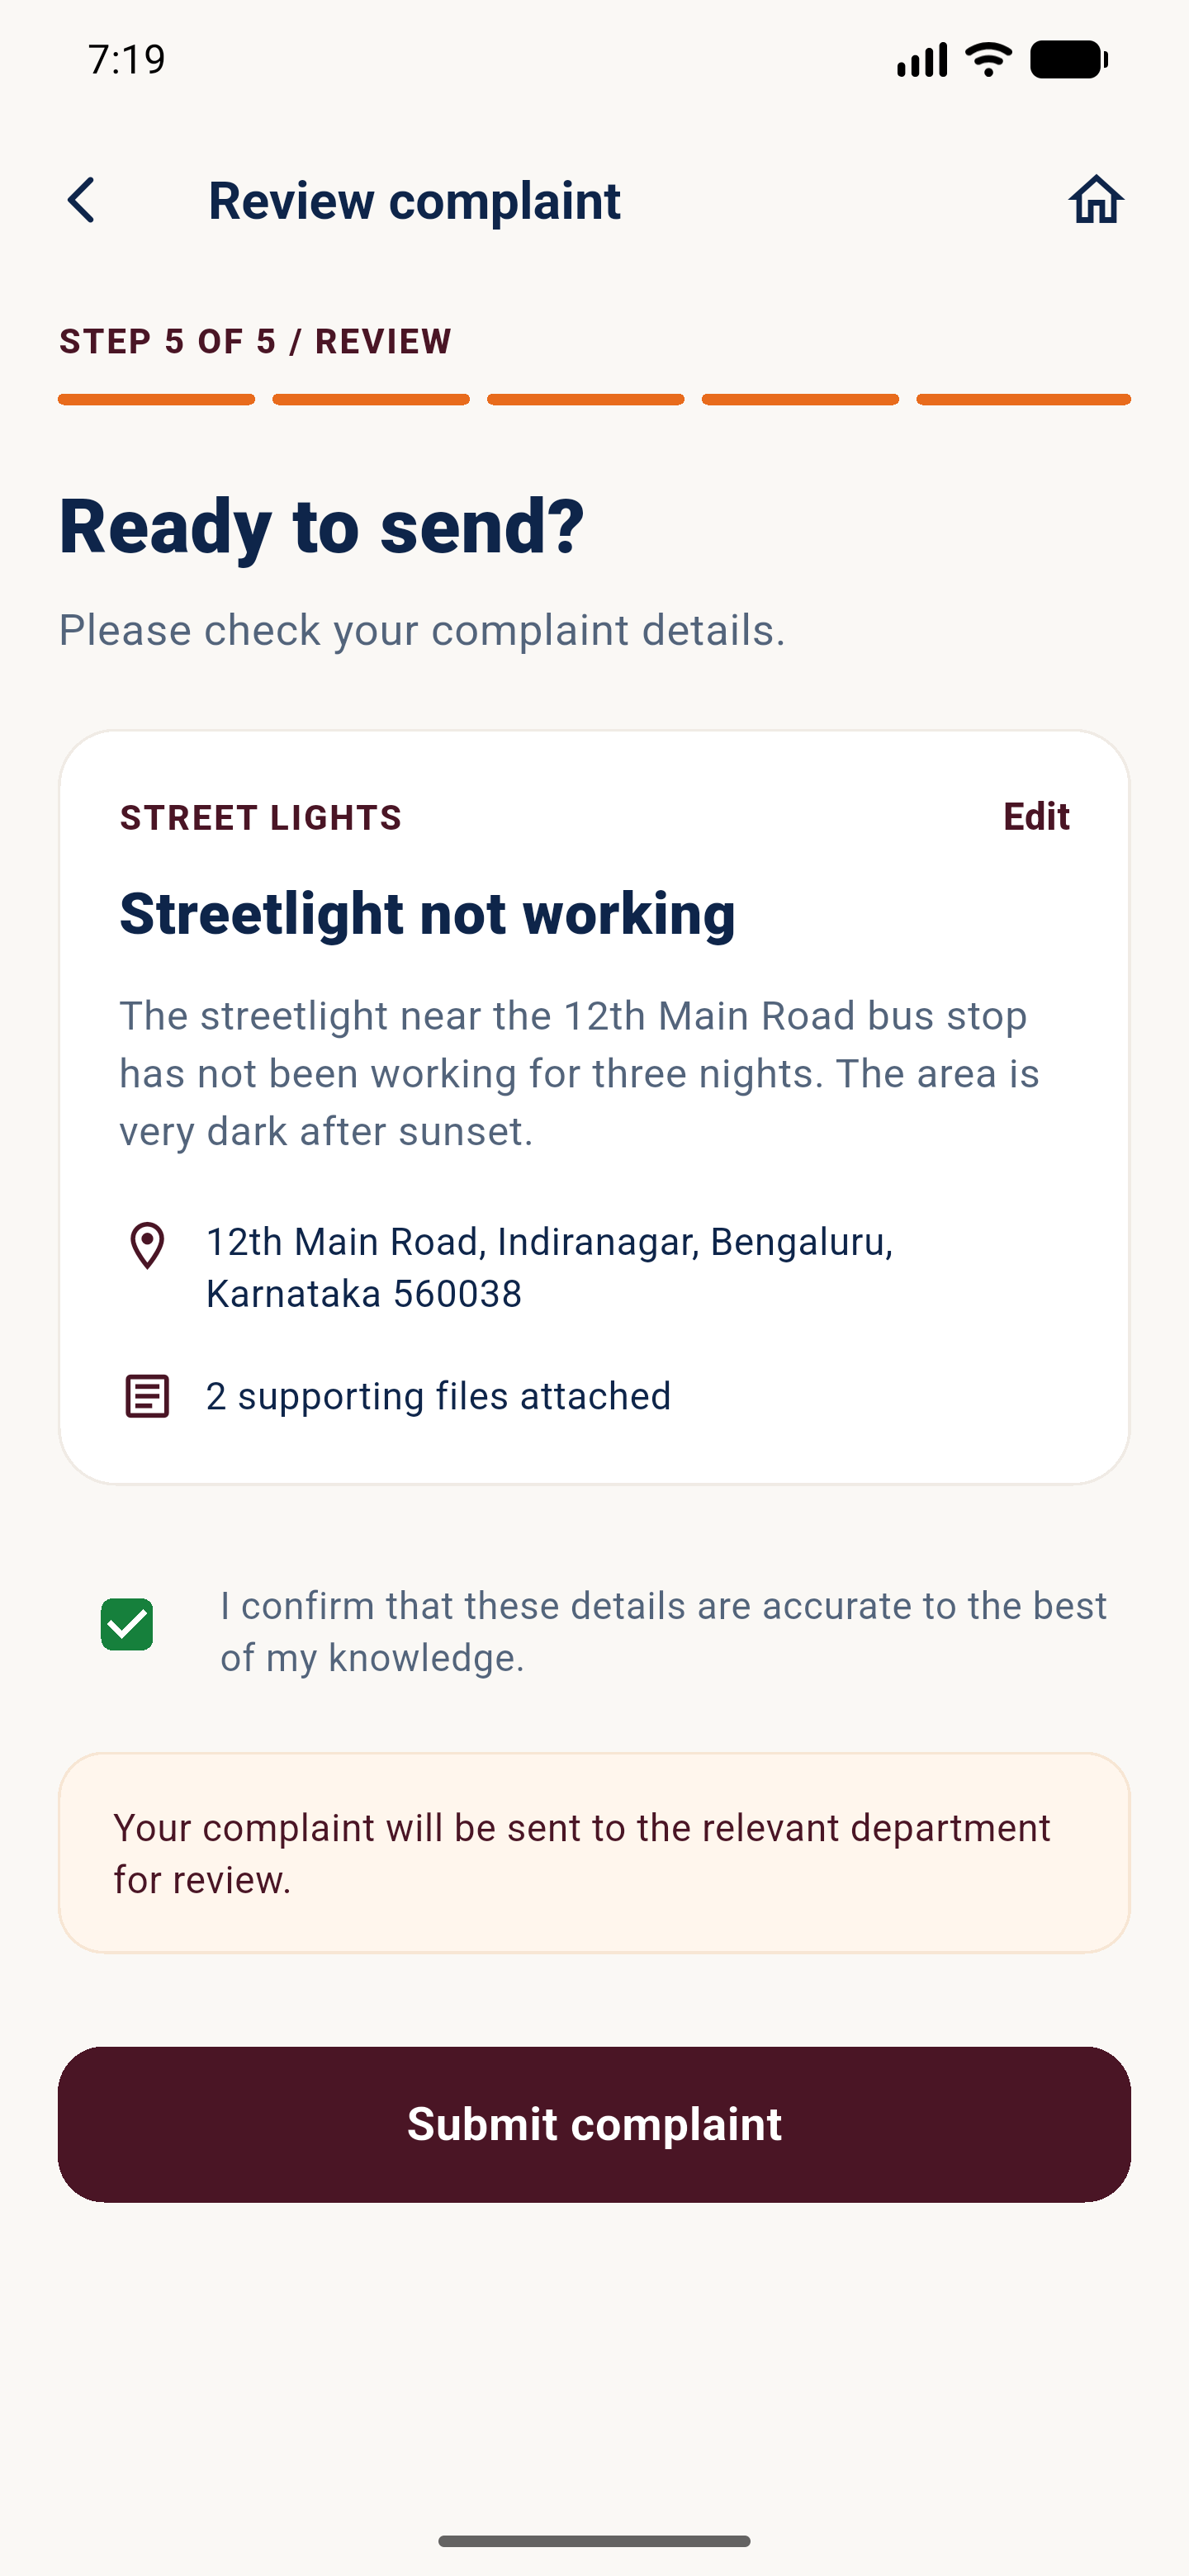 7:19
Review complaint
STEP 5 OF 5 / REVIEW
Ready to send?
Please check your complaint details.
STREET LIGHTS
Edit
Streetlight not working
The streetlight near the 12th Main Road bus stop
has not been working for three nights. The area is
very dark after sunset.
12th Main Road, Indiranagar, Bengaluru,
Karnataka 560038
2 supporting files attached
I confirm that these details are accurate to the best
of my knowledge.
Your complaint will be sent to the relevant department
for review.
Submit complaint